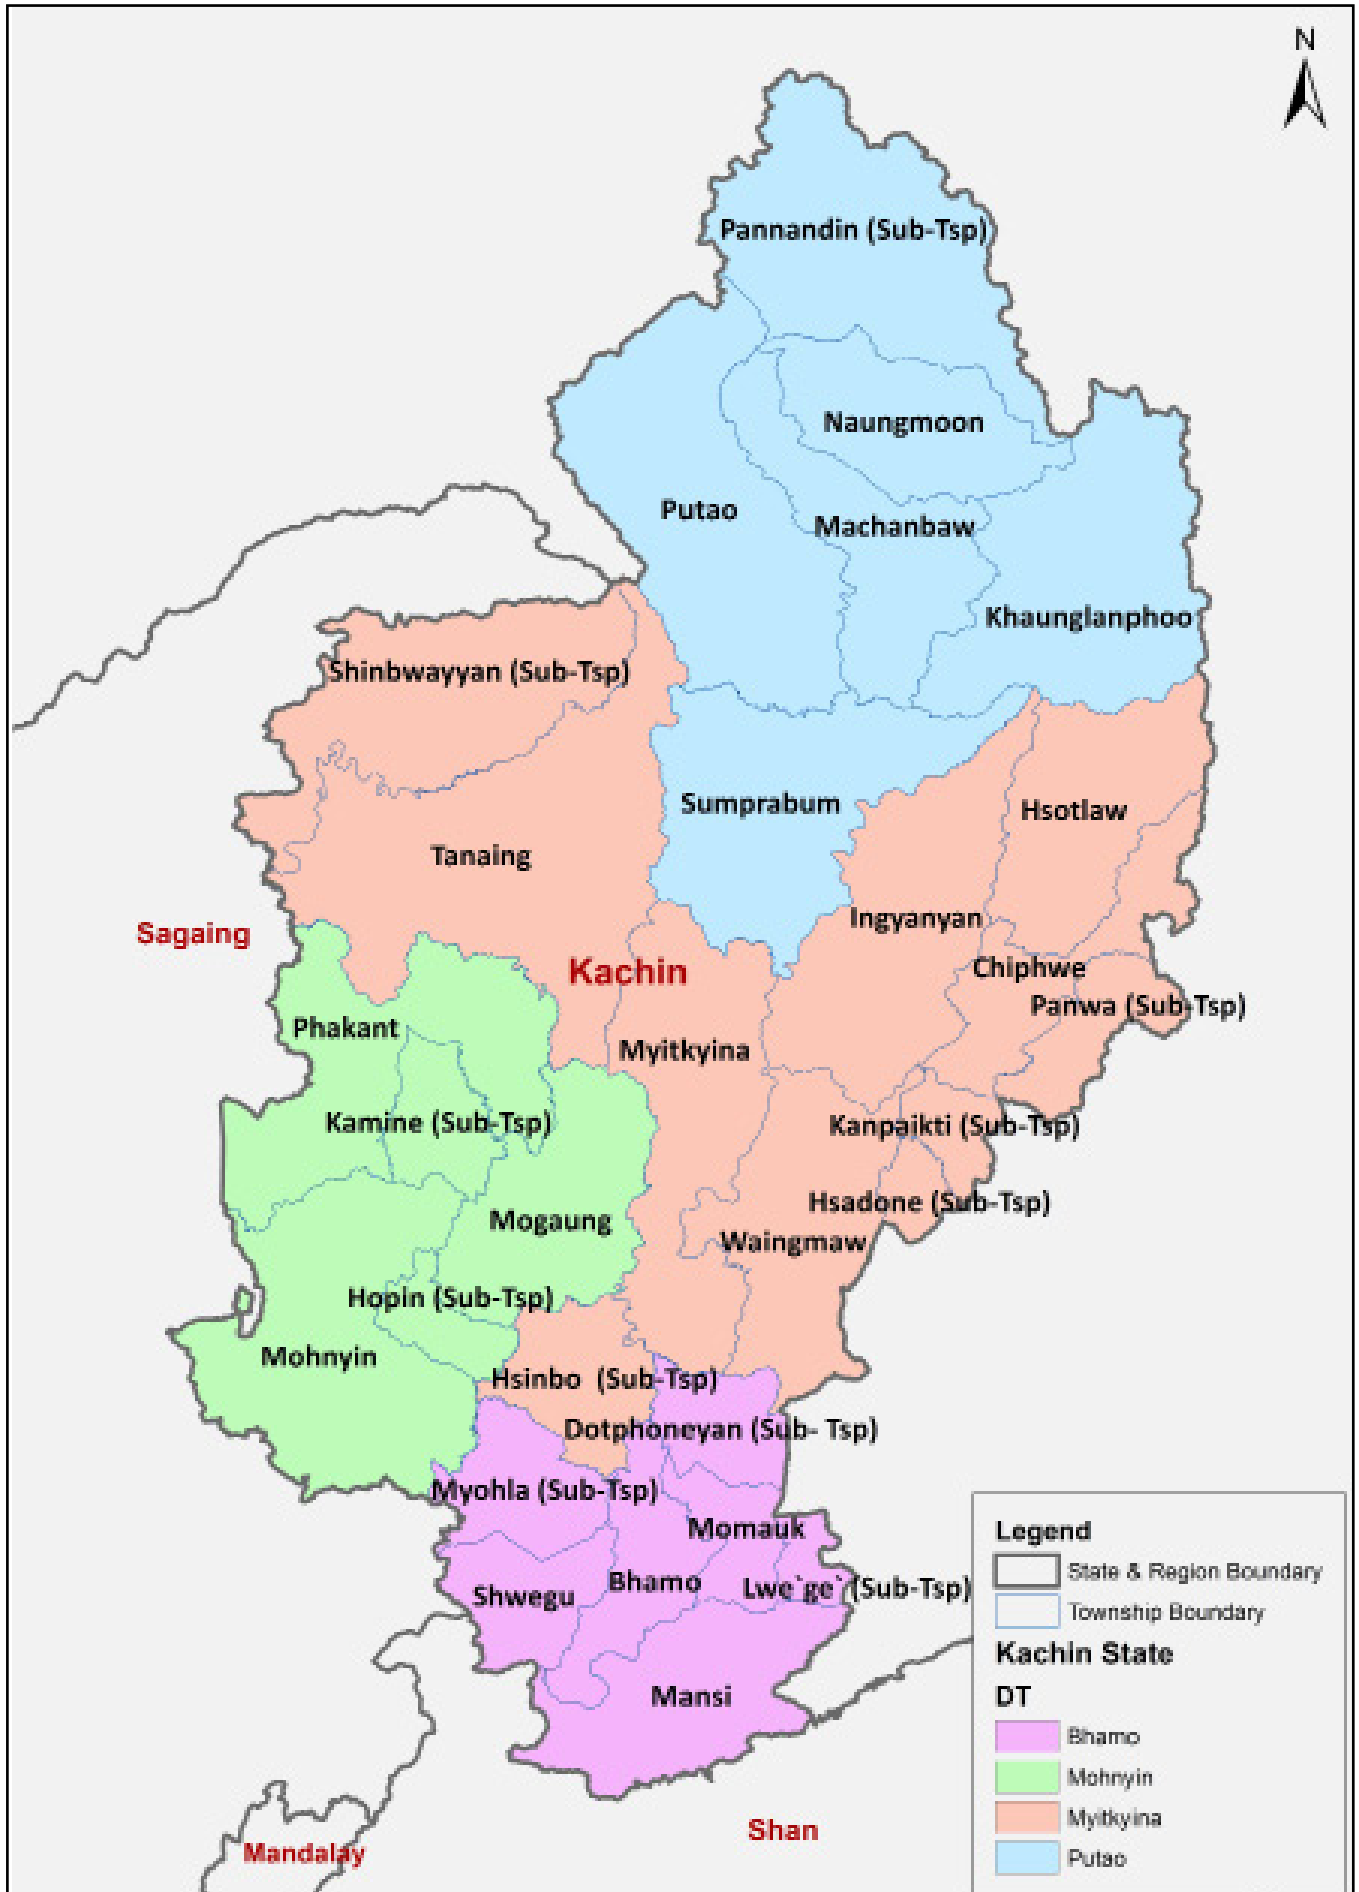 N
Pannandin (Sub-Tsp)
Naungmoon
Putao
Machanbaw
Khaunglanphoo
Shinbwayyan (Sub-Tsp)
Sumprabum
Hsotlaw
Tanaing
Ingyanyan
Sagaing
Kachin
Chiphwe
Panwa (Sub-Tsp)
Phakant
Myitkyina
Kamine (Sub-Tsp)
Kanpaikti (Sub-Tsp)
Hsadone (Sub-Tsp)
Mogaung
Waingmaw
Hopin (Sub-Tsp)
Mohnyin
Hsinbo (Sub-Tsp)
Dotphoneyan (Sub- Tsp)
Myohla (Sub-Tsp)
Momauk
Bhamo
Lwe`ge` (Sub-Tsp)
Shwegu
Mansi
Shan
Mandalay
Legend
State & Region Boundary
Township Boundary
Kachin State
DT
Bhamo
Mohnyin
Myitkyina
Putao